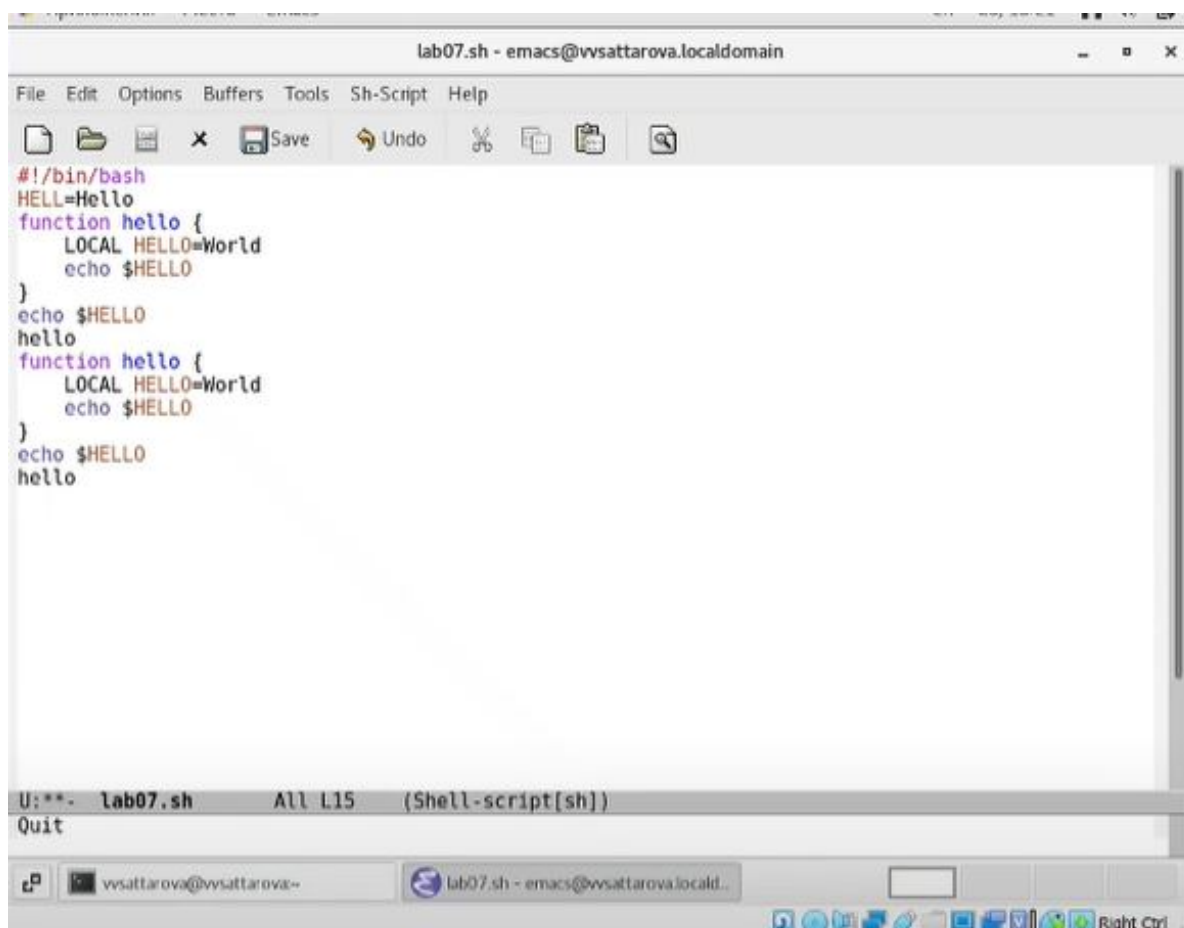 lab07.sh - emacs@vvsattarova.localdomain
File Edit Options Buffers Tools Sh-Script Help
Save Undo
#!/bin/bash
HELL=Hello
function hello {
    LOCAL HELLO=World
    echo $HELLO
}
echo $HELLO
hello
function hello {
    LOCAL HELLO=World
    echo $HELLO
}
echo $HELLO
hello
U:**- lab07.sh All L15 (Shell-script[sh])
Quit
vvsattarova@vvsattarova:~ lab07.sh - emacs@vvsattarova.locald...
Right Ctrl